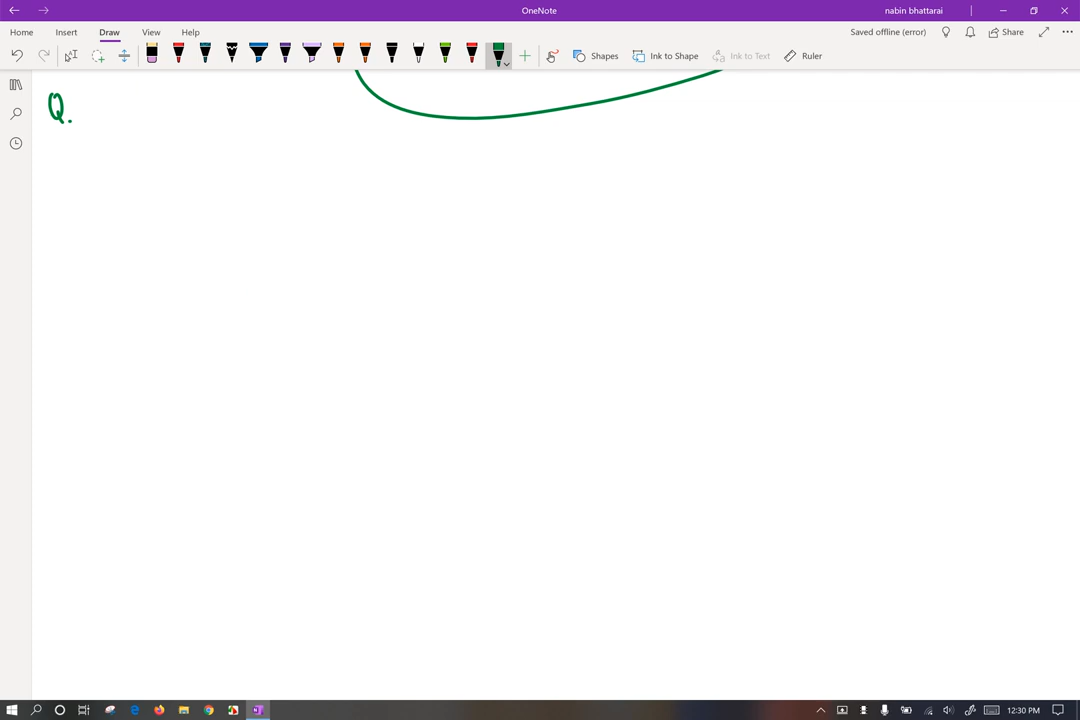 OneNote
nabin bhattarai
Home Insert Draw View Help
Saved offline (error) Share
Shapes Ink to Shape Ink to Text Ruler
Q.
12:30 PM